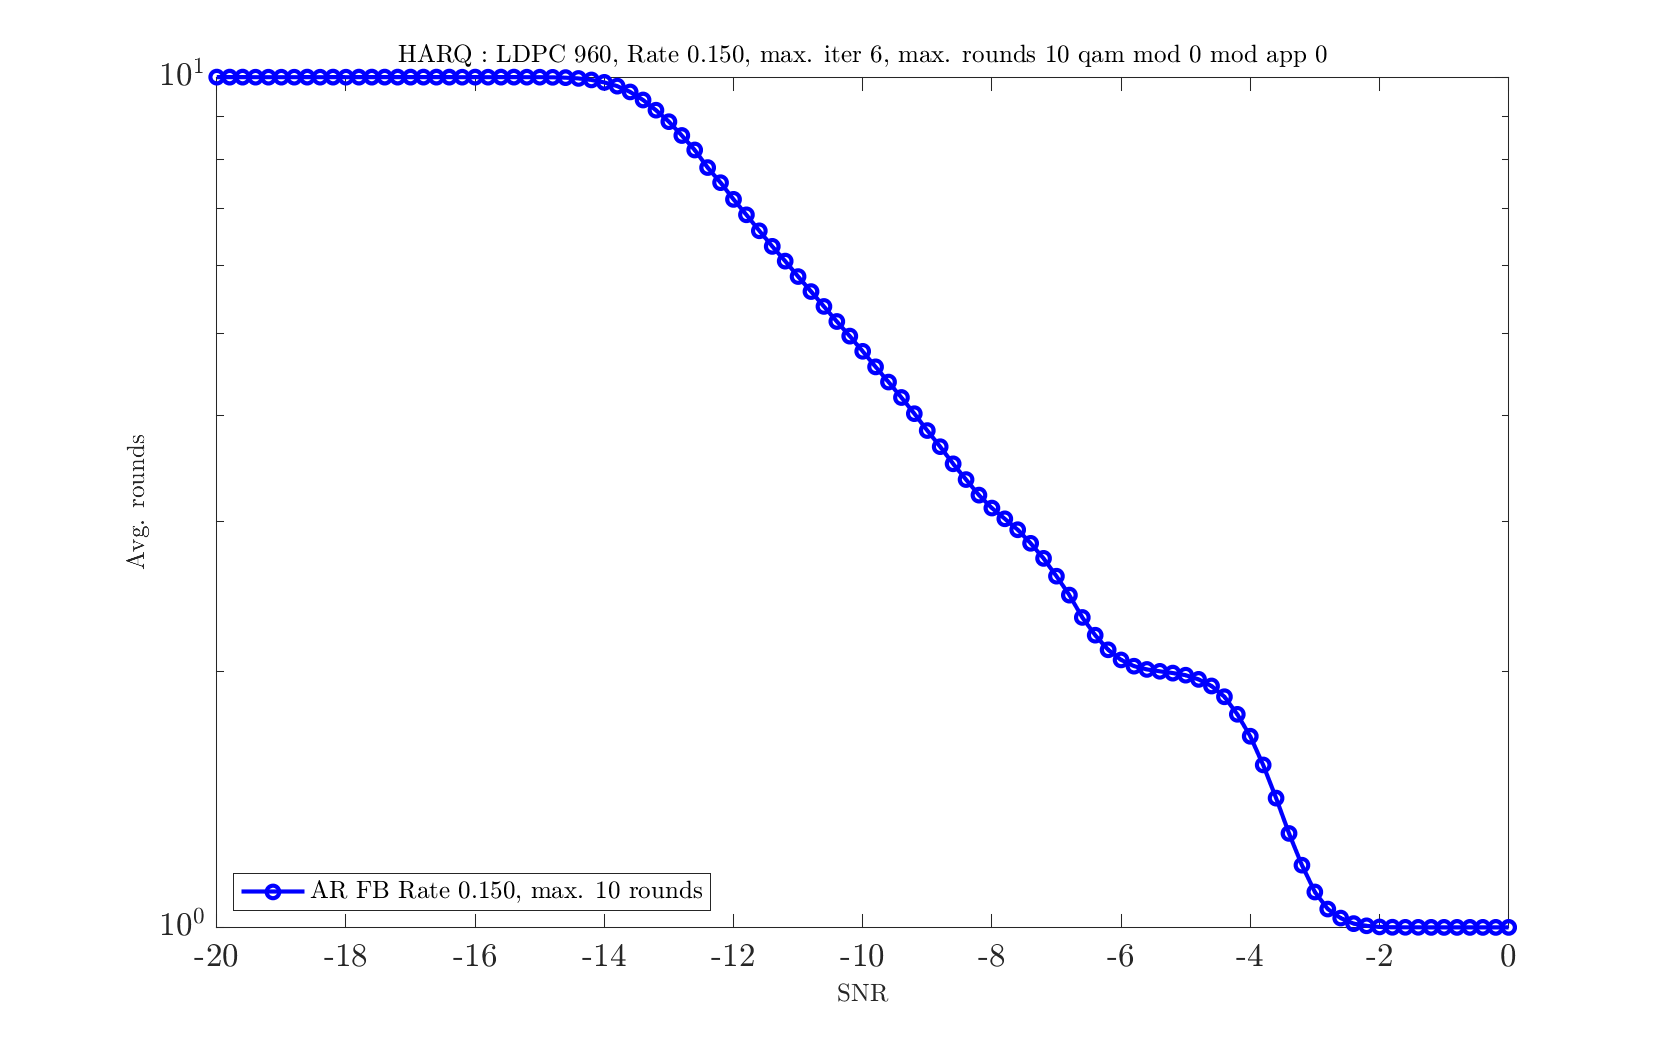 HARQ : LDPC 960, Rate 0.150, max. iter 6, max. rounds 10 qam mod 0 mod app 0
10^1
Avg. rounds
AR FB Rate 0.150, max. 10 rounds
10^0
-20 -18 -16 -14 -12 -10 -8 -6 -4 -2 0
SNR